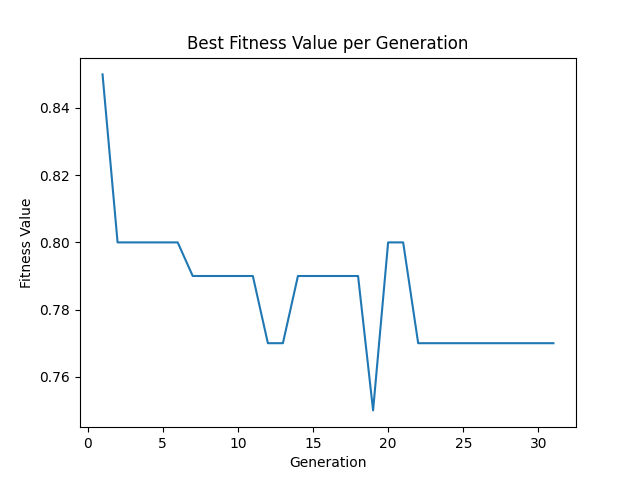 Best Fitness Value per Generation
0.84
0.82
0.80
0.78
0.76
Fitness Value
0 5 10 15 20 25 30
Generation